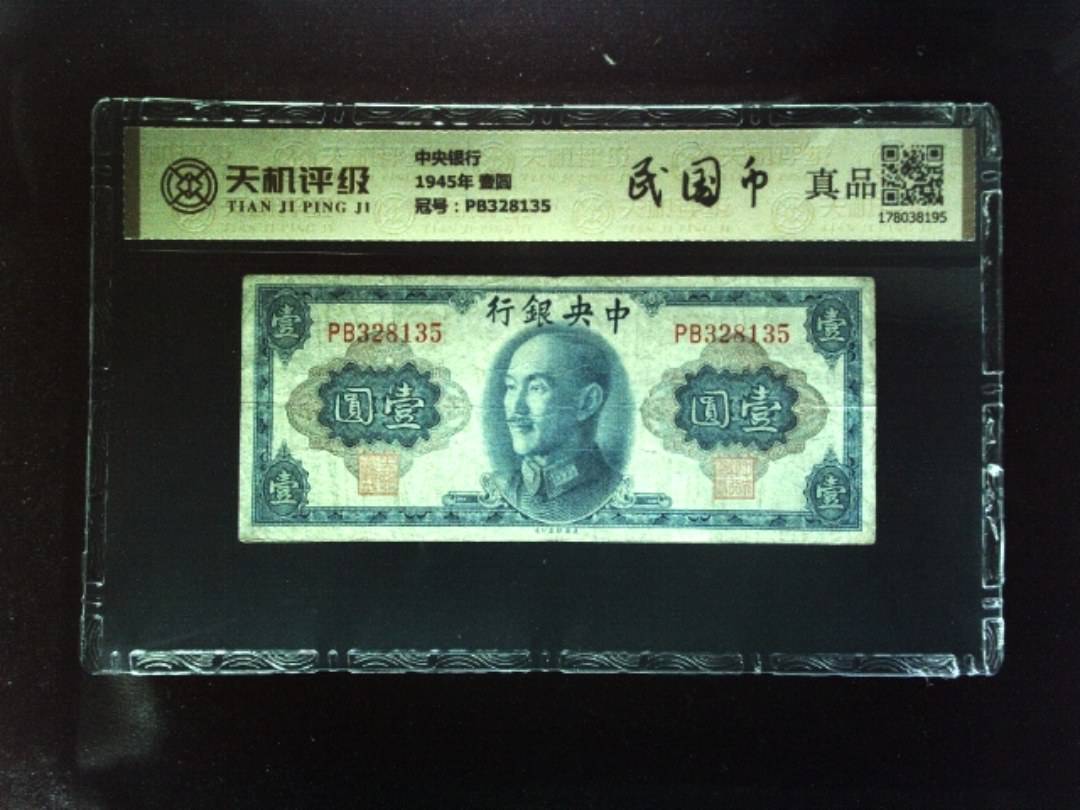 天机评级
TIAN JI PING JI
中央银行
1945年 壹圆
冠号：PB328135
民国币
真品
178038195
行銀央中
PB328135
PB328135
壹
壹
圓壹
圓壹
壹
壹